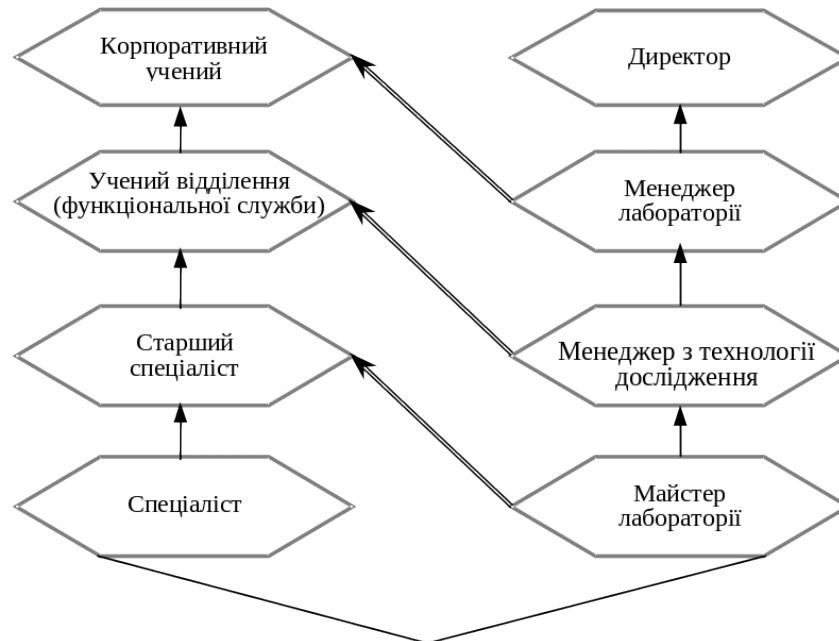 Корпоративний
учений
Директор
Учений відділення
(функціональної служби)
Менеджер
лабораторії
Старший
спеціаліст
Менеджер з технології
дослідження
Спеціаліст
Майстер
лабораторії